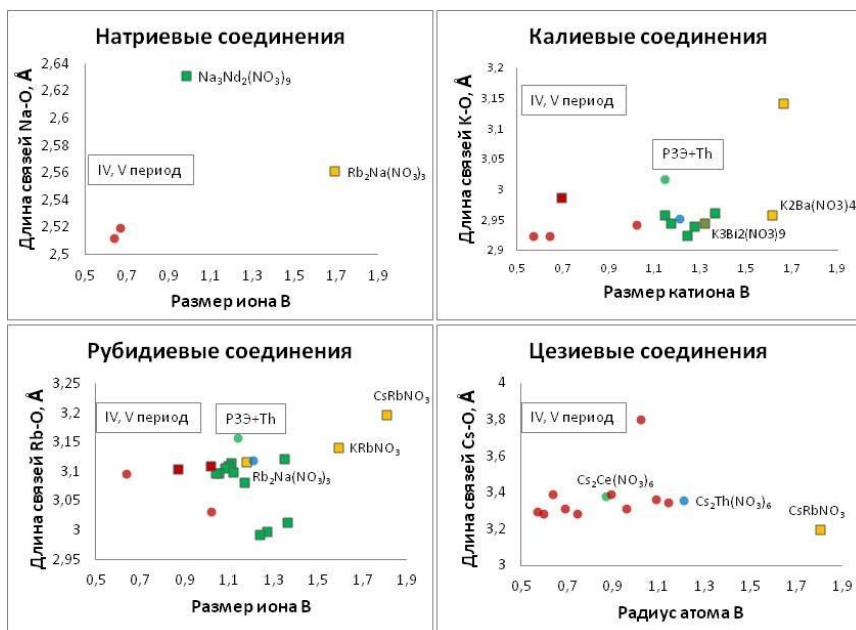 Натриевые соединения
Длина связей Na-O, Å
2,64
2,62
2,6
2,58
2,56
2,54
2,52
2,5
Na₃Nd₂(NO₃)₉
IV, V период
Rb₂Na(NO₃)₃
0,5 0,7 0,9 1,1 1,3 1,5 1,7 1,9
Размер иона В
Калиевые соединения
Длина связей K-O, Å
3,2
3,15
3,1
3,05
3
2,95
2,9
IV, V период
РЗЭ+Th
K2Ba(NO3)4
K3Bi2(NO3)9
0,5 0,7 0,9 1,1 1,3 1,5 1,7 1,9
Размер катиона В
Рубидиевые соединения
Длина связей Rb-O, Å
3,25
3,2
3,15
3,1
3,05
3
2,95
IV, V период
РЗЭ+Th
CsRbNO₃
KRbNO₃
Rb₂Na(NO₃)₃
0,5 0,7 0,9 1,1 1,3 1,5 1,7 1,9
Размер иона В
Цезиевые соединения
Длина связей Cs-O, Å
4
3,8
3,6
3,4
3,2
3
IV, V период
Cs₂Ce(NO₃)₆
Cs₂Th(NO₃)₆
CsRbNO₃
0,5 0,7 0,9 1,1 1,3 1,5 1,7 1,9
Радиус атома В